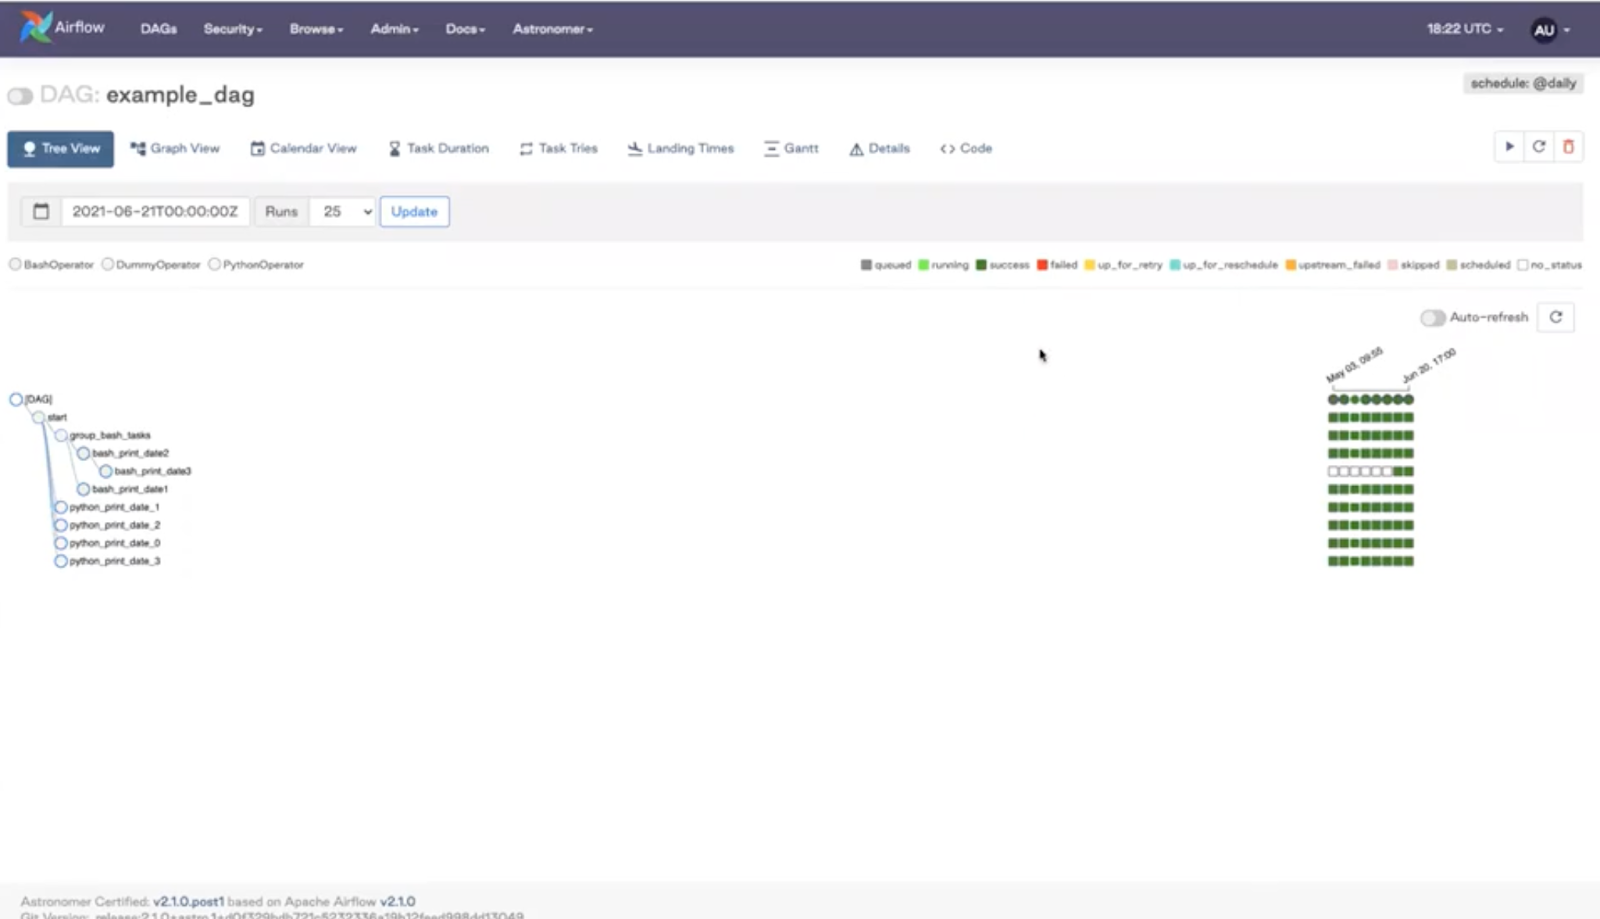 Airflow DAGs Security Browse Admin Docs Astronomer 18:22 UTC AU
schedule: @daily
DAG: example_dag
Tree View Graph View Calendar View Task Duration Task Tries Landing Times Gantt Details <> Code
2021-06-21T00:00:00Z Runs 25 Update
BashOperator DummyOperator PythonOperator queued running success failed up_for_retry up_for_reschedule upstream_failed skipped scheduled no_status
Auto-refresh
May 03, 09:55 Jun 20, 17:00
[DAG]
start
group_bash_tasks
bash_print_date2
bash_print_date3
bash_print_date1
python_print_date_1
python_print_date_2
python_print_date_0
python_print_date_3
Astronomer Certified: v2.1.0.post1 based on Apache Airflow v2.1.0
Git Version: